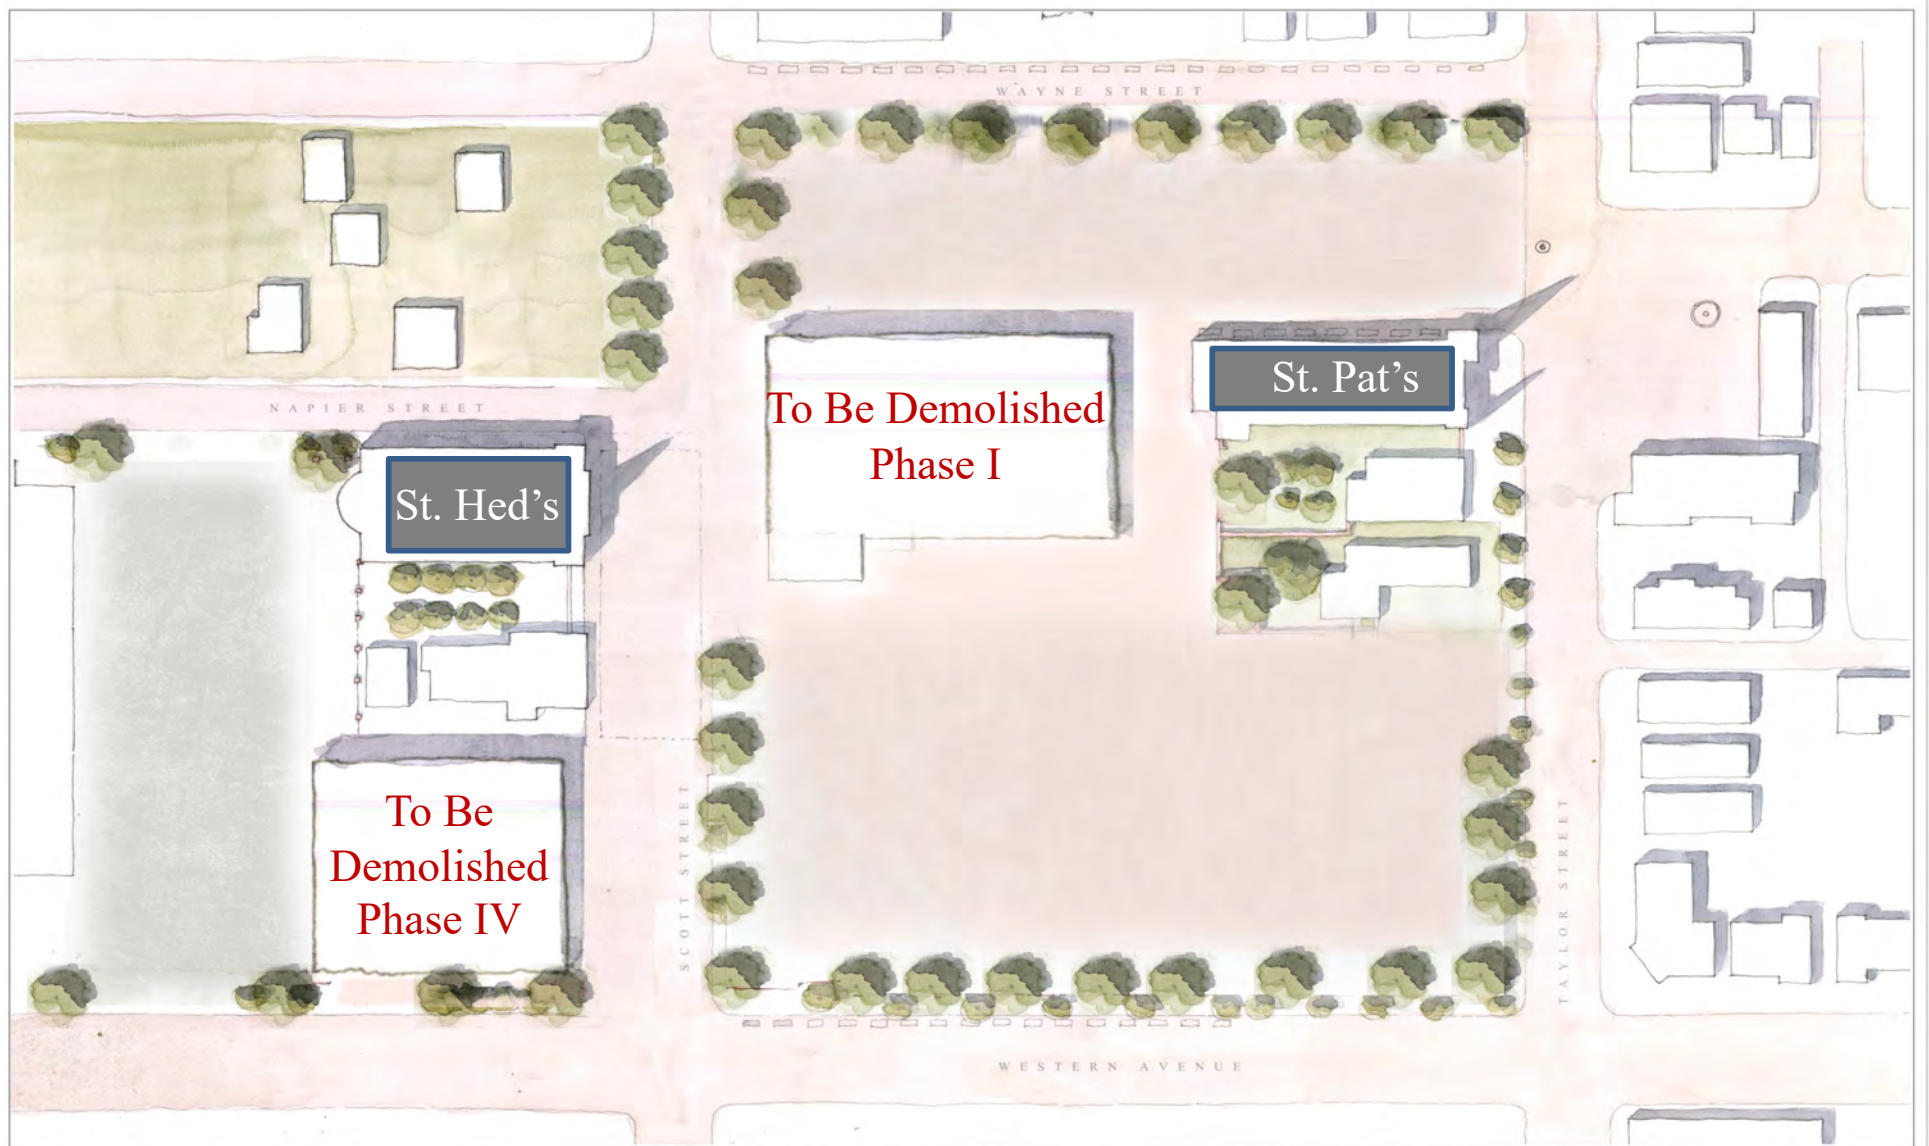 WAYNE STREET
6
St. Pat's
To Be Demolished
Phase I
NAPIER STREET
St. Hed's
To Be
Demolished
Phase IV
SCOTT STREET
TAYLOR STREET
WESTERN AVENUE